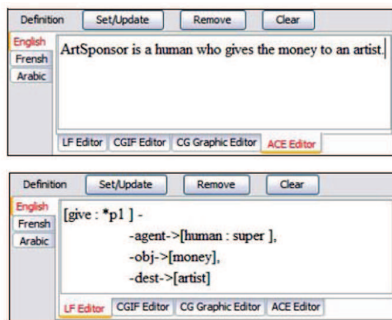 Definition Set/Update Remove Clear
English
Frensh
Arabic
ArtSponsor is a human who gives the money to an artist.
LF Editor CGIF Editor CG Graphic Editor ACE Editor
Definition Set/Update Remove Clear
English
Frensh
Arabic
[give : *p1 ] -
-agent->[human : super ],
-obj->[money],
-dest->[artist]
LF Editor CGIF Editor CG Graphic Editor ACE Editor